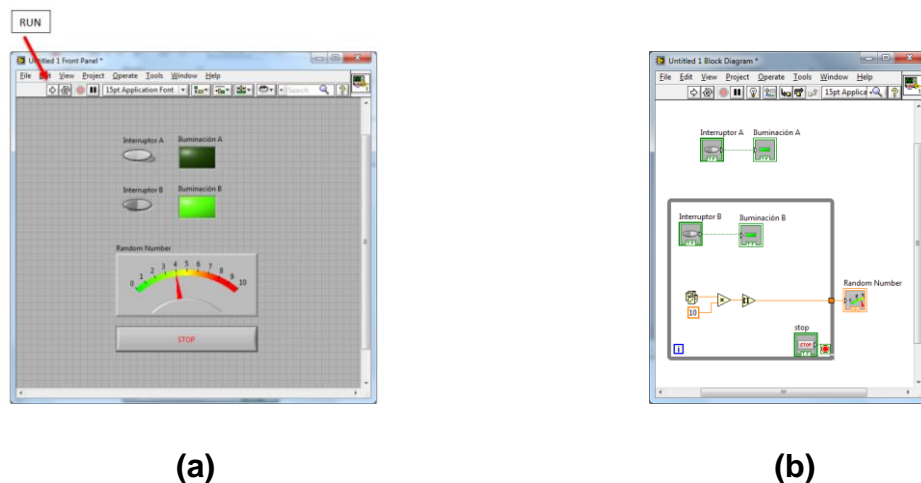 RUN
Untitled 1 Front Panel *
File Edit View Project Operate Tools Window Help
15pt Application Font
Search
Interruptor A Iluminación A
Interruptor B Iluminación B
Random Number
0 1 2 3 4 5 6 7 8 9 10
STOP
(a)
Untitled 1 Block Diagram *
File Edit View Project Operate Tools Window Help
15pt Applica
Interruptor A Iluminación A
Interruptor B Iluminación B
Random Number
10
stop
STOP
i
(b)